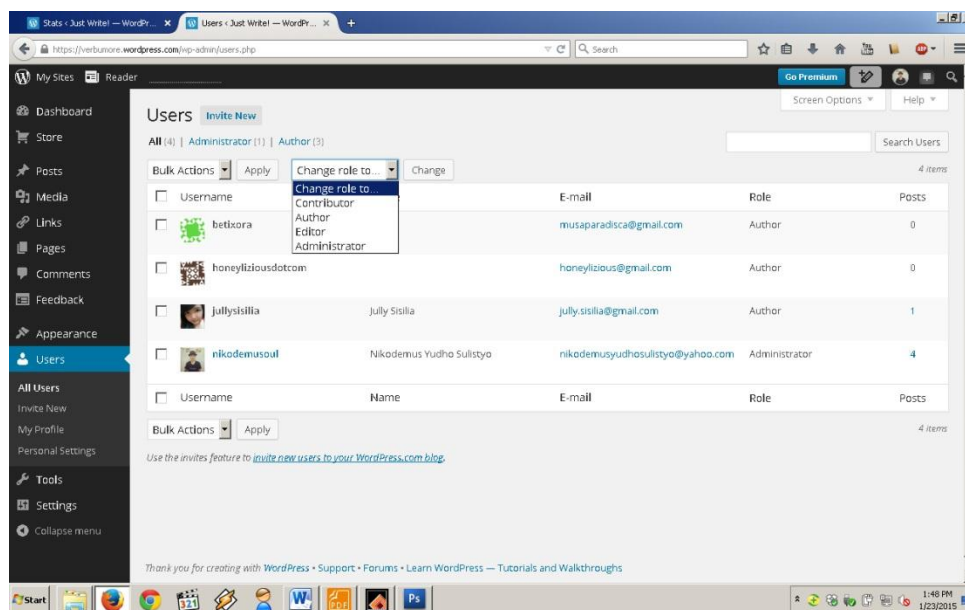 Stats ‹ Just Write! — WordPr...
Users ‹ Just Write! — WordPr...
https://verbumore.wordpress.com/wp-admin/users.php
Search
My Sites Reader
Go Premium
Screen Options Help
Dashboard
Store
Posts
Media
Links
Pages
Comments
Feedback
Appearance
Users
All Users
Invite New
My Profile
Personal Settings
Tools
Settings
Collapse menu
Users Invite New
All (4) | Administrator (1) | Author (3)
Search Users
Bulk Actions Apply Change role to... Change 4 items
Change role to...
Contributor
Author
Editor
Administrator
Username E-mail Role Posts
betixora musaparadisca@gmail.com Author 0
honeyliziousdotcom honeylizious@gmail.com Author 0
jullysisilia Jully Sisilia jully.sisilia@gmail.com Author 1
nikodemusoul Nikodemus Yudho Sulistyo nikodemusyudhosulistyo@yahoo.com Administrator 4
Username Name E-mail Role Posts
Bulk Actions Apply 4 items
Use the invites feature to invite new users to your WordPress.com blog.
Thank you for creating with WordPress • Support • Forums • Learn WordPress — Tutorials and Walkthroughs
Start
321
W
PDF
Ps
1:48 PM
1/23/2015